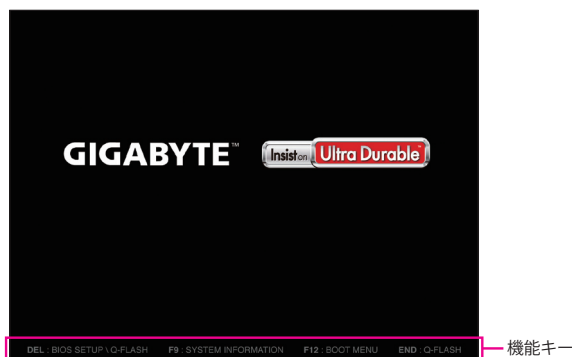 GIGABYTE™
Insist on Ultra Durable™
DEL : BIOS SETUP \ Q-FLASH F9 : SYSTEM INFORMATION F12 : BOOT MENU END : Q-FLASH
機能キー